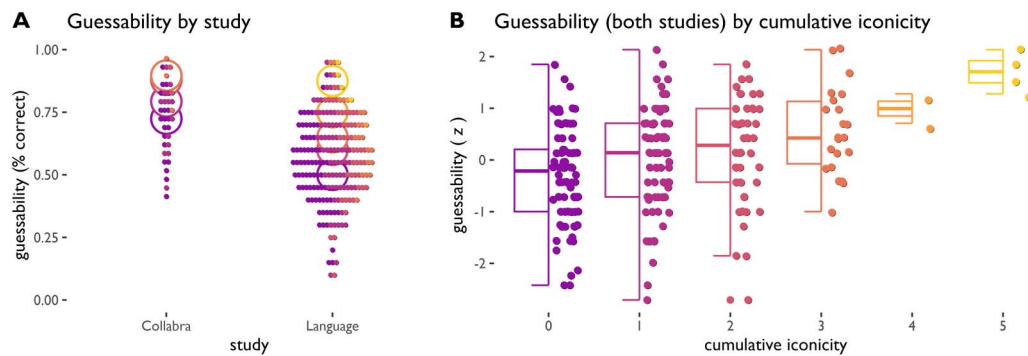 A Guessability by study
guessability (% correct)
1.00
0.75
0.50
0.25
0.00
Collabra Language
study
B Guessability (both studies) by cumulative iconicity
guessability ( z )
2
1
0
-1
-2
0 1 2 3 4 5
cumulative iconicity